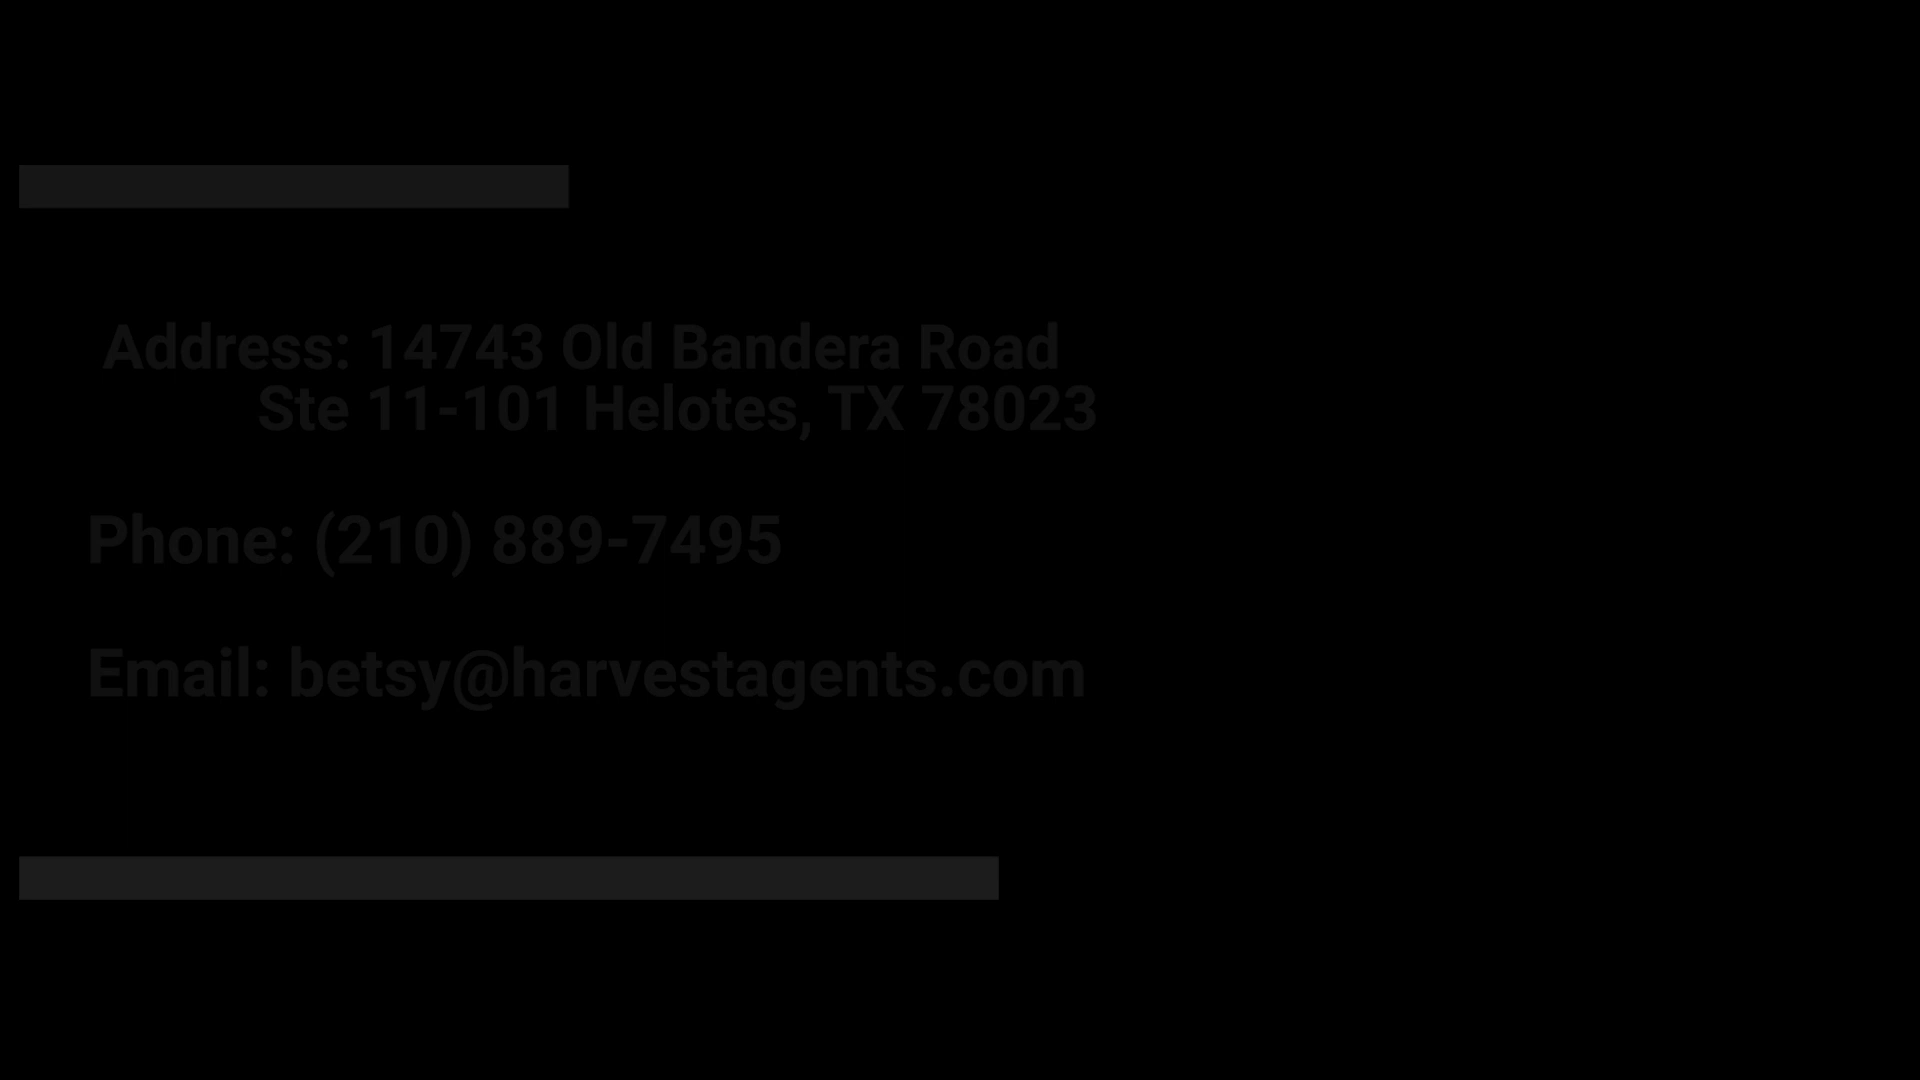 Address: 14743 Old Bandera Road
Ste 11-101 Helotes, TX 78023
Phone: (210) 889-7495
Email: betsy@harvestagents.com